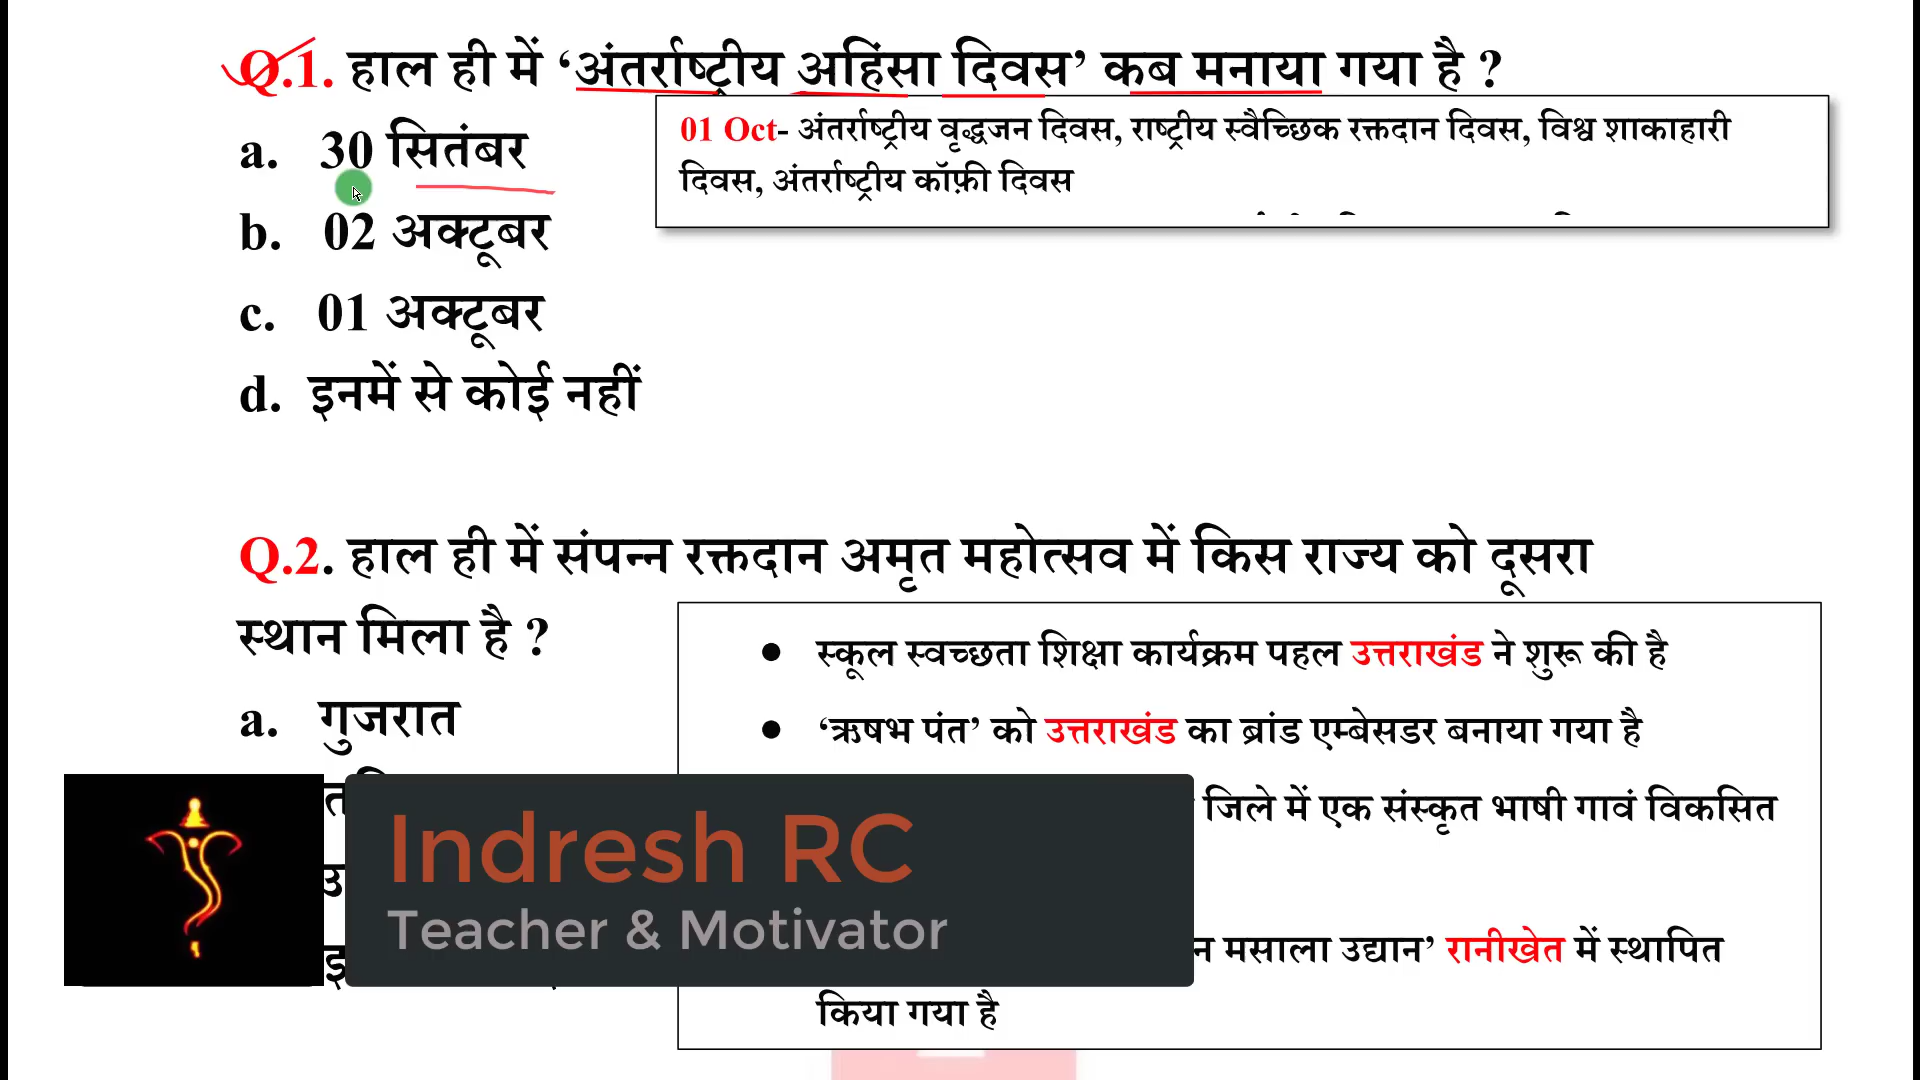 Q.1. हाल ही में ‘अंतर्राष्ट्रीय अहिंसा दिवस’ कब मनाया गया है ?
01 Oct- अंतर्राष्ट्रीय वृद्धजन दिवस, राष्ट्रीय स्वैच्छिक रक्तदान दिवस, विश्व शाकाहारी
दिवस, अंतर्राष्ट्रीय कॉफ़ी दिवस
a. 30 सितंबर
b. 02 अक्टूबर
c. 01 अक्टूबर
d. इनमें से कोई नहीं
Q.2. हाल ही में संपन्न रक्तदान अमृत महोत्सव में किस राज्य को दूसरा
स्थान मिला है ?
a. गुजरात
● स्कूल स्वच्छता शिक्षा कार्यक्रम पहल उत्तराखंड ने शुरू की है
● ‘ऋषभ पंत’ को उत्तराखंड का ब्रांड एम्बेसडर बनाया गया है
जिले में एक संस्कृत भाषी गावं विकसित
मसाला उद्यान’ रानीखेत में स्थापित
किया गया है
Indresh RC
Teacher & Motivator